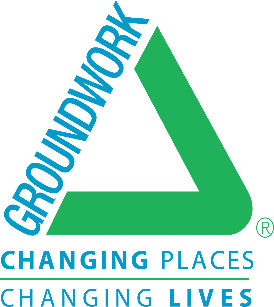 GROUNDWORK
®
CHANGING PLACES
CHANGING LIVES